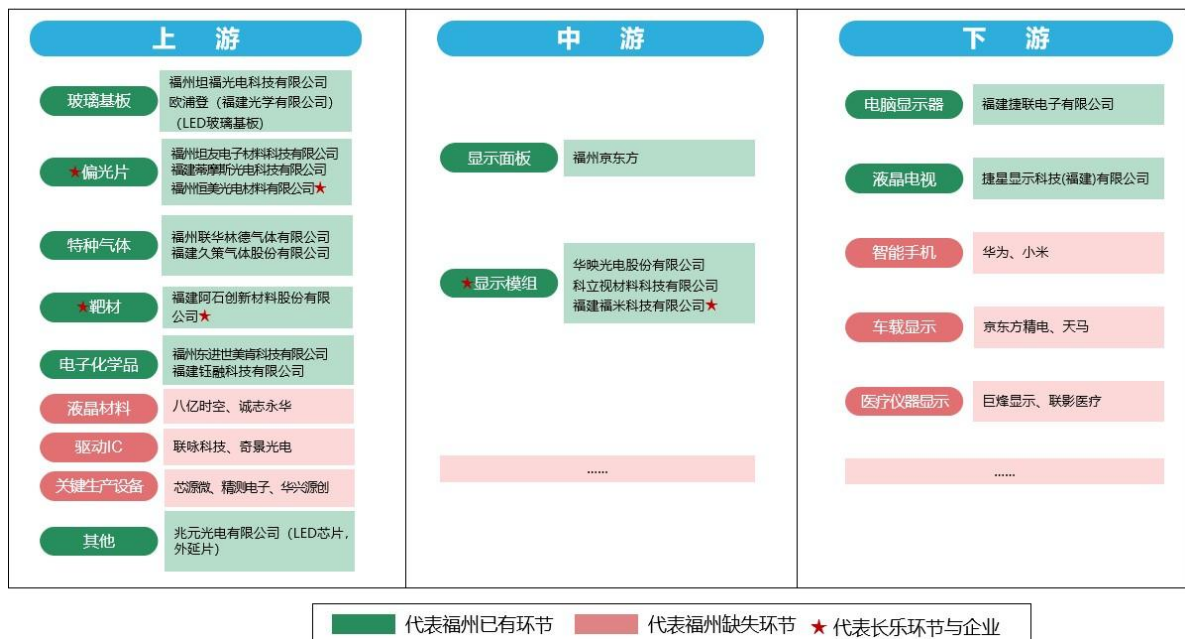 上 游
玻璃基板
福州坦福光电科技有限公司
欧浦登（福建光学有限公司）
（LED玻璃基板）
★偏光片
福州坦友电子材料科技有限公司
福建蒂摩斯光电科技有限公司
福州恒美光电材料有限公司★
特种气体
福州联华林德气体有限公司
福建久策气体股份有限公司
★靶材
福建阿石创新材料股份有限
公司★
电子化学品
福州东进世美肯科技有限公司
福建钰融科技有限公司
液晶材料
八亿时空、诚志永华
驱动IC
联咏科技、奇景光电
关键生产设备
芯源微、精测电子、华兴源创
其他
兆元光电有限公司（LED芯片,
外延片）
中 游
显示面板
福州京东方
★显示模组
华映光电股份有限公司
科立视材料科技有限公司
福建福米科技有限公司★
......
下 游
电脑显示器
福建捷联电子有限公司
液晶电视
捷星显示科技(福建)有限公司
智能手机
华为、小米
车载显示
京东方精电、天马
医疗仪器显示
巨烽显示、联影医疗
......
代表福州已有环节
代表福州缺失环节
★ 代表长乐环节与企业